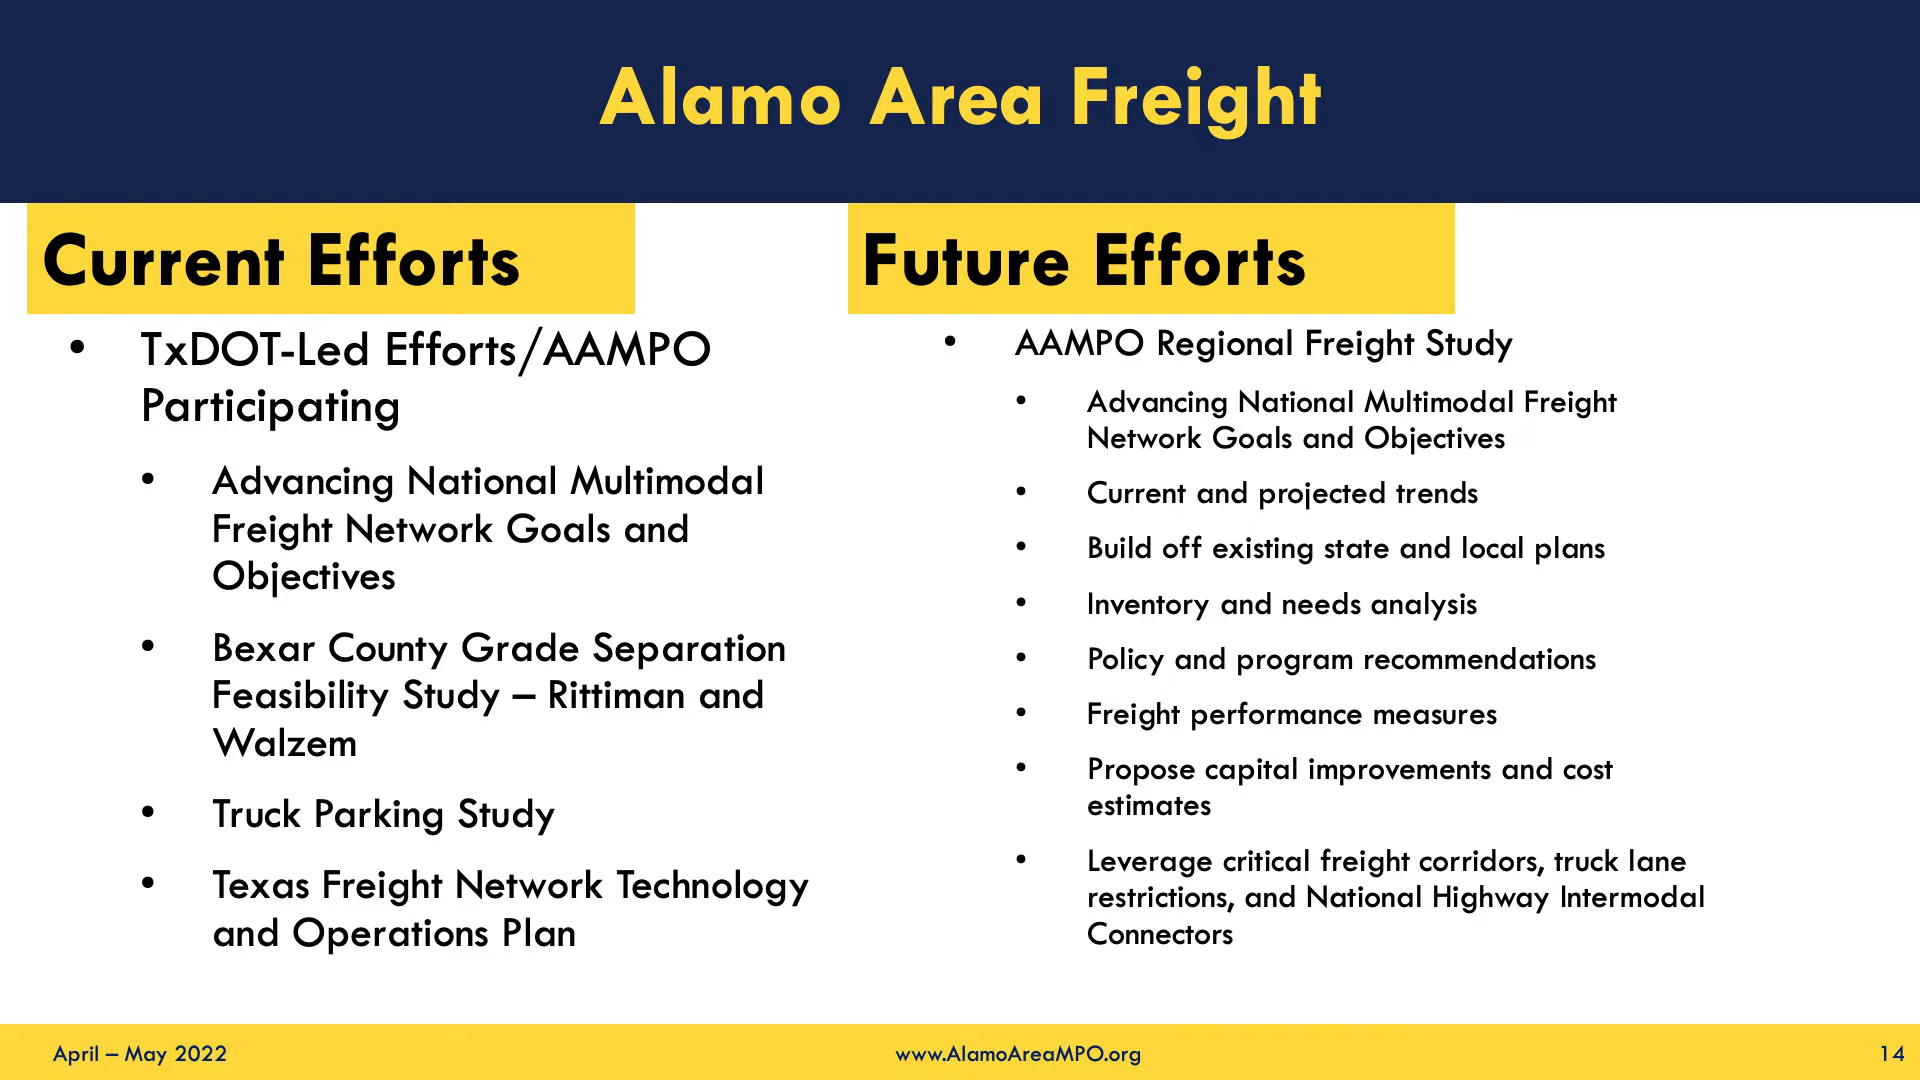 Alamo Area Freight
Current Efforts
• TxDOT-Led Efforts/AAMPO
Participating
• Advancing National Multimodal
Freight Network Goals and
Objectives
• Bexar County Grade Separation
Feasibility Study – Rittiman and
Walzem
• Truck Parking Study
• Texas Freight Network Technology
and Operations Plan
Future Efforts
• AAMPO Regional Freight Study
• Advancing National Multimodal Freight
Network Goals and Objectives
• Current and projected trends
• Build off existing state and local plans
• Inventory and needs analysis
• Policy and program recommendations
• Freight performance measures
• Propose capital improvements and cost
estimates
• Leverage critical freight corridors, truck lane
restrictions, and National Highway Intermodal
Connectors
April – May 2022
www.AlamoAreaMPO.org
14